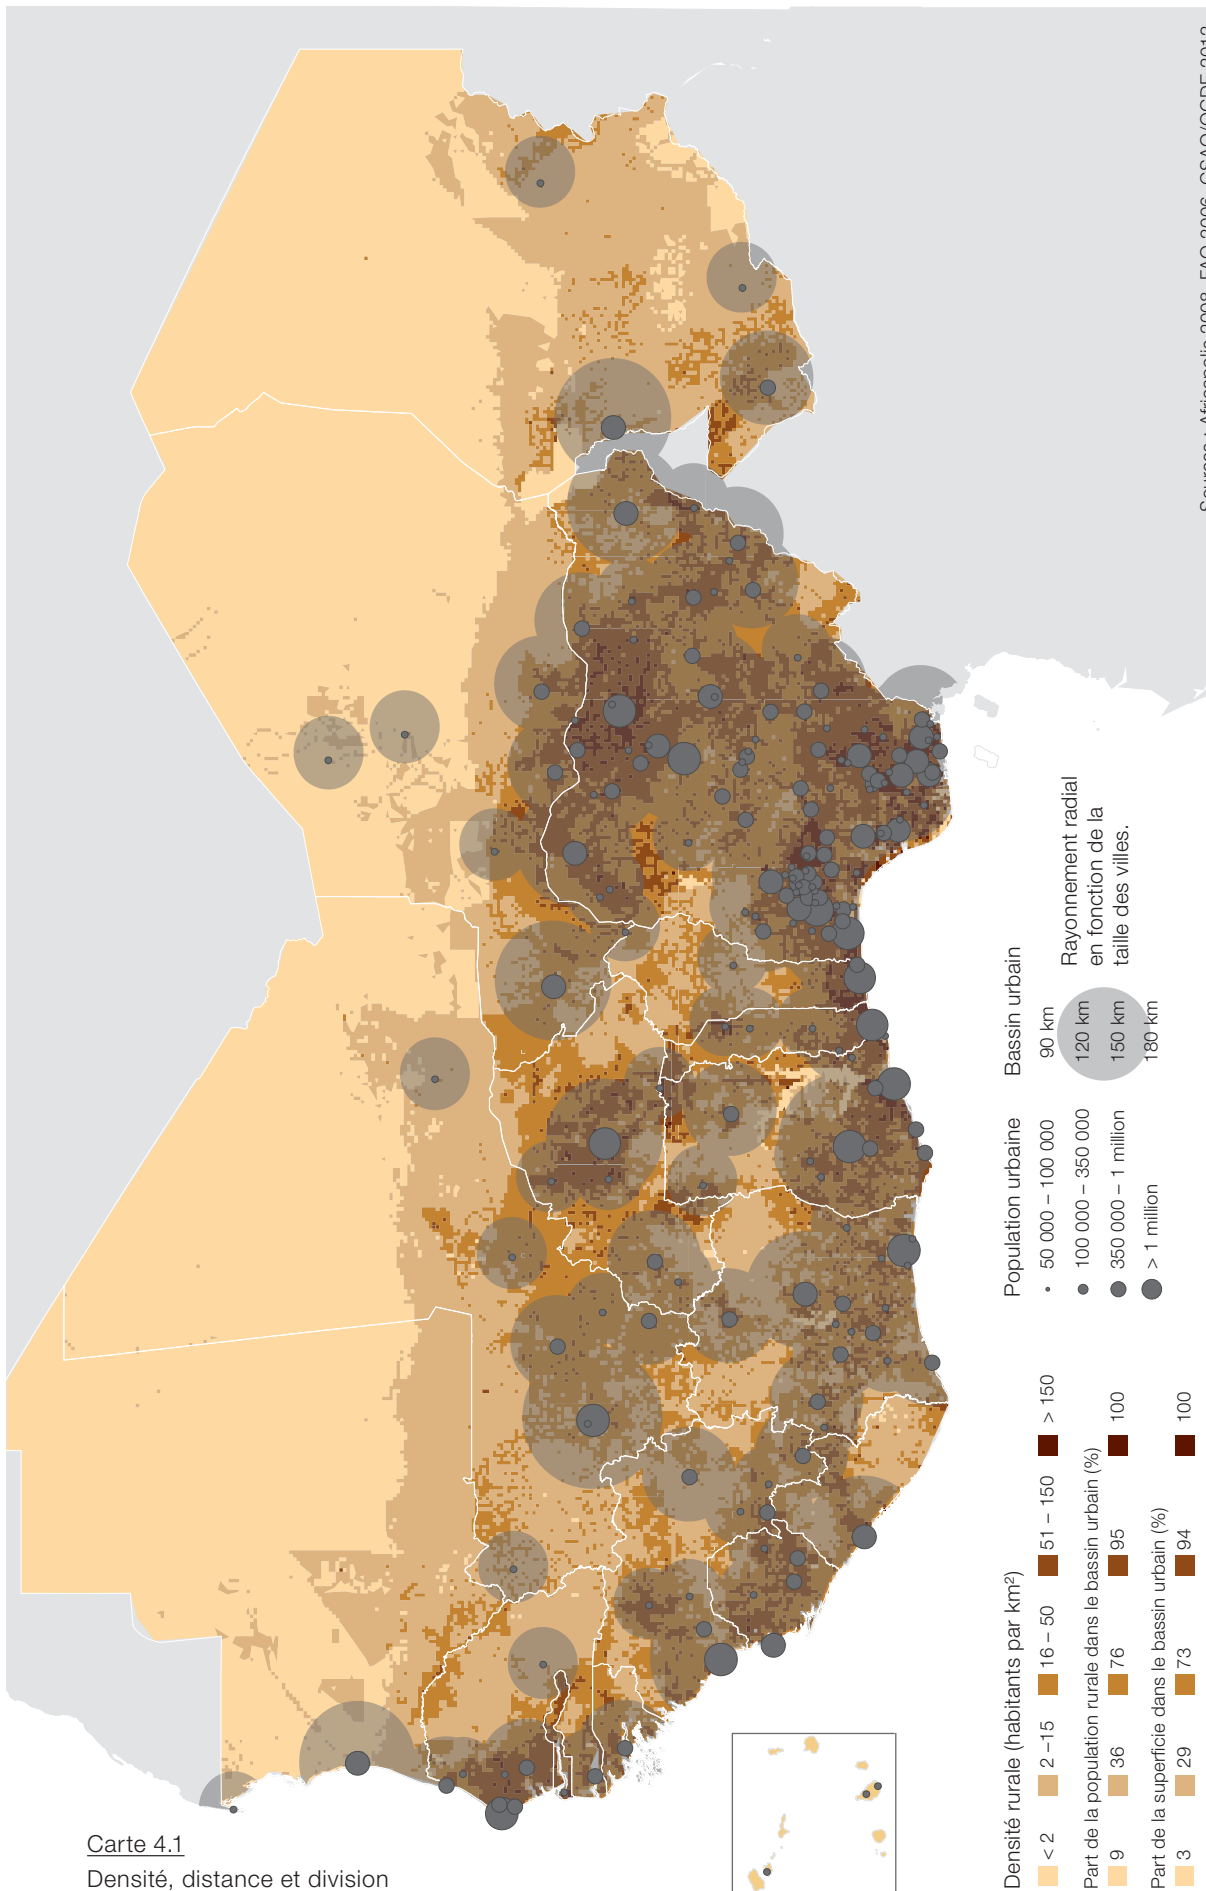 Carte 4.1
Densité, distance et division
Densité rurale (habitants par km²)
< 2 2 –15 16 – 50 51 – 150 > 150
Part de la population rurale dans le bassin urbain (%)
9 36 76 95 100
Part de la superficie dans le bassin urbain (%)
3 29 73 94 100
Population urbaine
50 000 – 100 000
100 000 – 350 000
350 000 – 1 million
> 1 million
Bassin urbain
90 km
120 km
150 km
180 km
Rayonnement radial
en fonction de la
taille des villes.